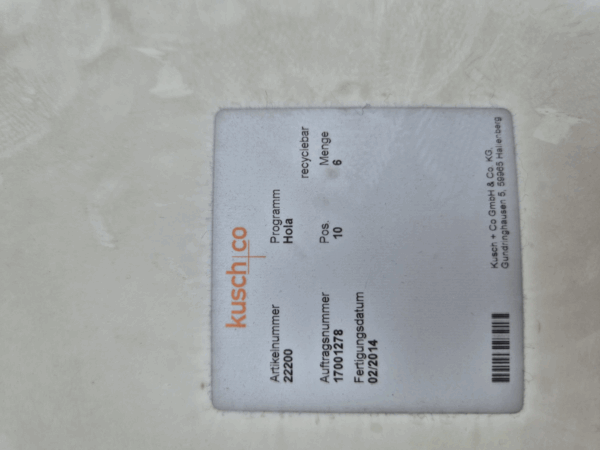 kusch|co
Artikelnummer Programm
22200 Hola
recyclebar
Auftragsnummer Pos. Menge
17001278 10 6
Fertigungsdatum
02/2014
Kusch + Co GmbH & Co. KG,
Gundringhausen 5, 59965 Hallenberg